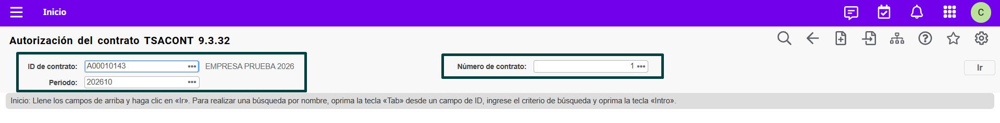 Inicio
C
Autorización del contrato TSACONT 9.3.32
ID de contrato: A00010143 ••• EMPRESA PRUEBA 2026
Número de contrato: 1 •••
Ir
Periodo: 202610 •••
Inicio: Llene los campos de arriba y haga clic en «Ir». Para realizar una búsqueda por nombre, oprima la tecla «Tab» desde un campo de ID, ingrese el criterio de búsqueda y oprima la tecla «Intro».